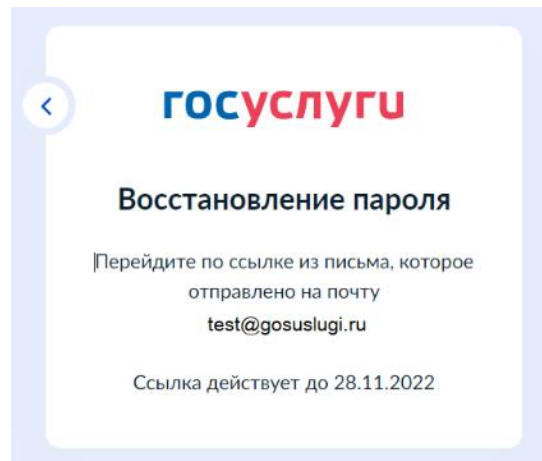 госуслуги
Восстановление пароля
Перейдите по ссылке из письма, которое
отправлено на почту
test@gosuslugi.ru
Ссылка действует до 28.11.2022